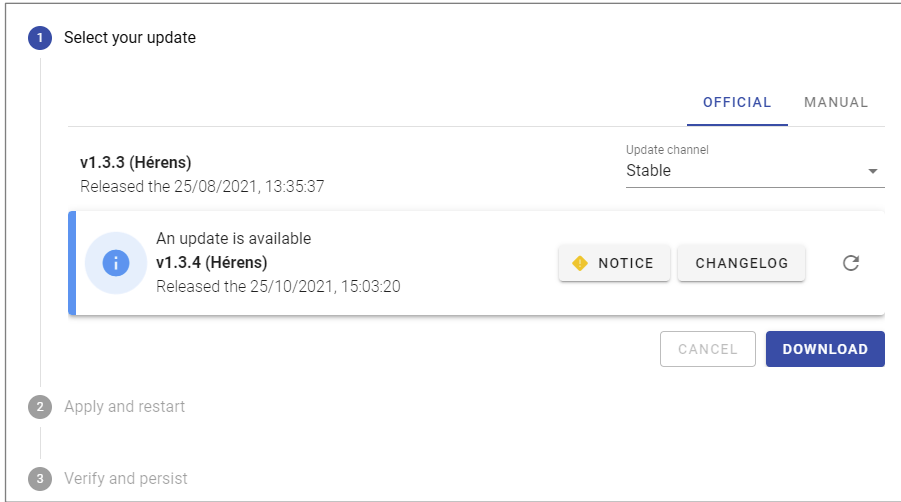 1 Select your update
OFFICIAL MANUAL
v1.3.3 (Hérens)
Released the 25/08/2021, 13:35:37
Update channel
Stable
An update is available
v1.3.4 (Hérens)
Released the 25/10/2021, 15:03:20
NOTICE CHANGELOG
CANCEL DOWNLOAD
2 Apply and restart
3 Verify and persist